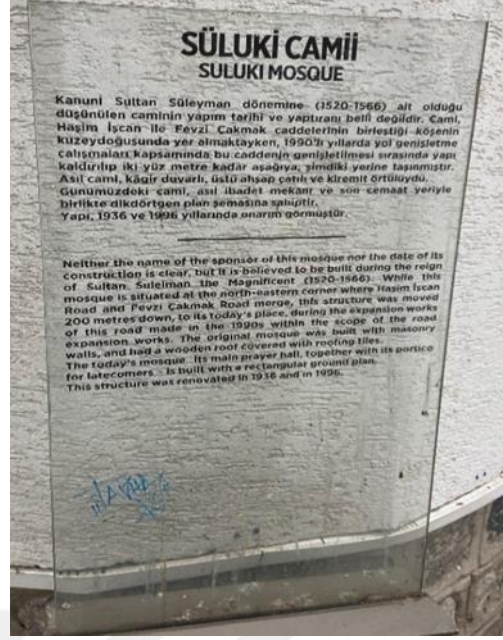 SÜLUKİ CAMİİ
SULUKI MOSQUE
Kanuni Sultan Süleyman dönemine (1520-1566) ait olduğu
düşünülen caminin yapım tarihi ve yaptıranı belli değildir. Cami,
Haşim İşcan ile Fevzi Çakmak caddelerinin birleştiği köşenin
kuzeydoğusunda yer almaktayken, 1990'lı yıllarda yol genişletme
çalışmaları kapsamında bu caddenin genişletilmesi sırasında yapı
kaldırılıp iki yüz metre kadar aşağıya, şimdiki yerine taşınmıştır.
Asıl cami, kâgir duvarlı, üstü ahşap çatılı ve kiremit örtülüydü.
Günümüzdeki cami, asıl ibadet mekanı ve son cemaat yeriyle
birlikte dikdörtgen plan şemasına sahiptir.
Yapı, 1936 ve 1996 yıllarında onarım görmüştür.
Neither the name of the sponsor of this mosque nor the date of its
construction is clear, but it is believed to be built during the reign
of Sultan Suleiman the Magnificent (1520-1566). While this
mosque is situated at the north-eastern corner where Haşim İşcan
Road and Fevzi Çakmak Road merge, this structure was moved
200 metres down, to its today's place, during the expansion works
of this road made in the 1990s within the scope of the road
expansion works. The original mosque was built with masonry
walls, and had a wooden roof covered with roofing tiles.
The today's mosque - its main prayer hall, together with its portico
for latecomers - is built with a rectangular ground plan.
This structure was renovated in 1936 and in 1996.